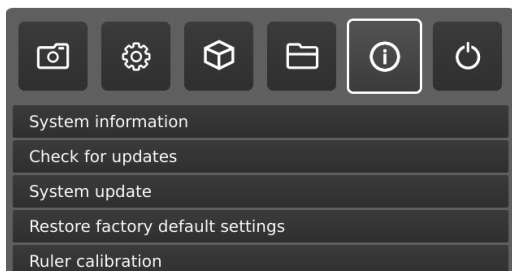 System information
Check for updates
System update
Restore factory default settings
Ruler calibration